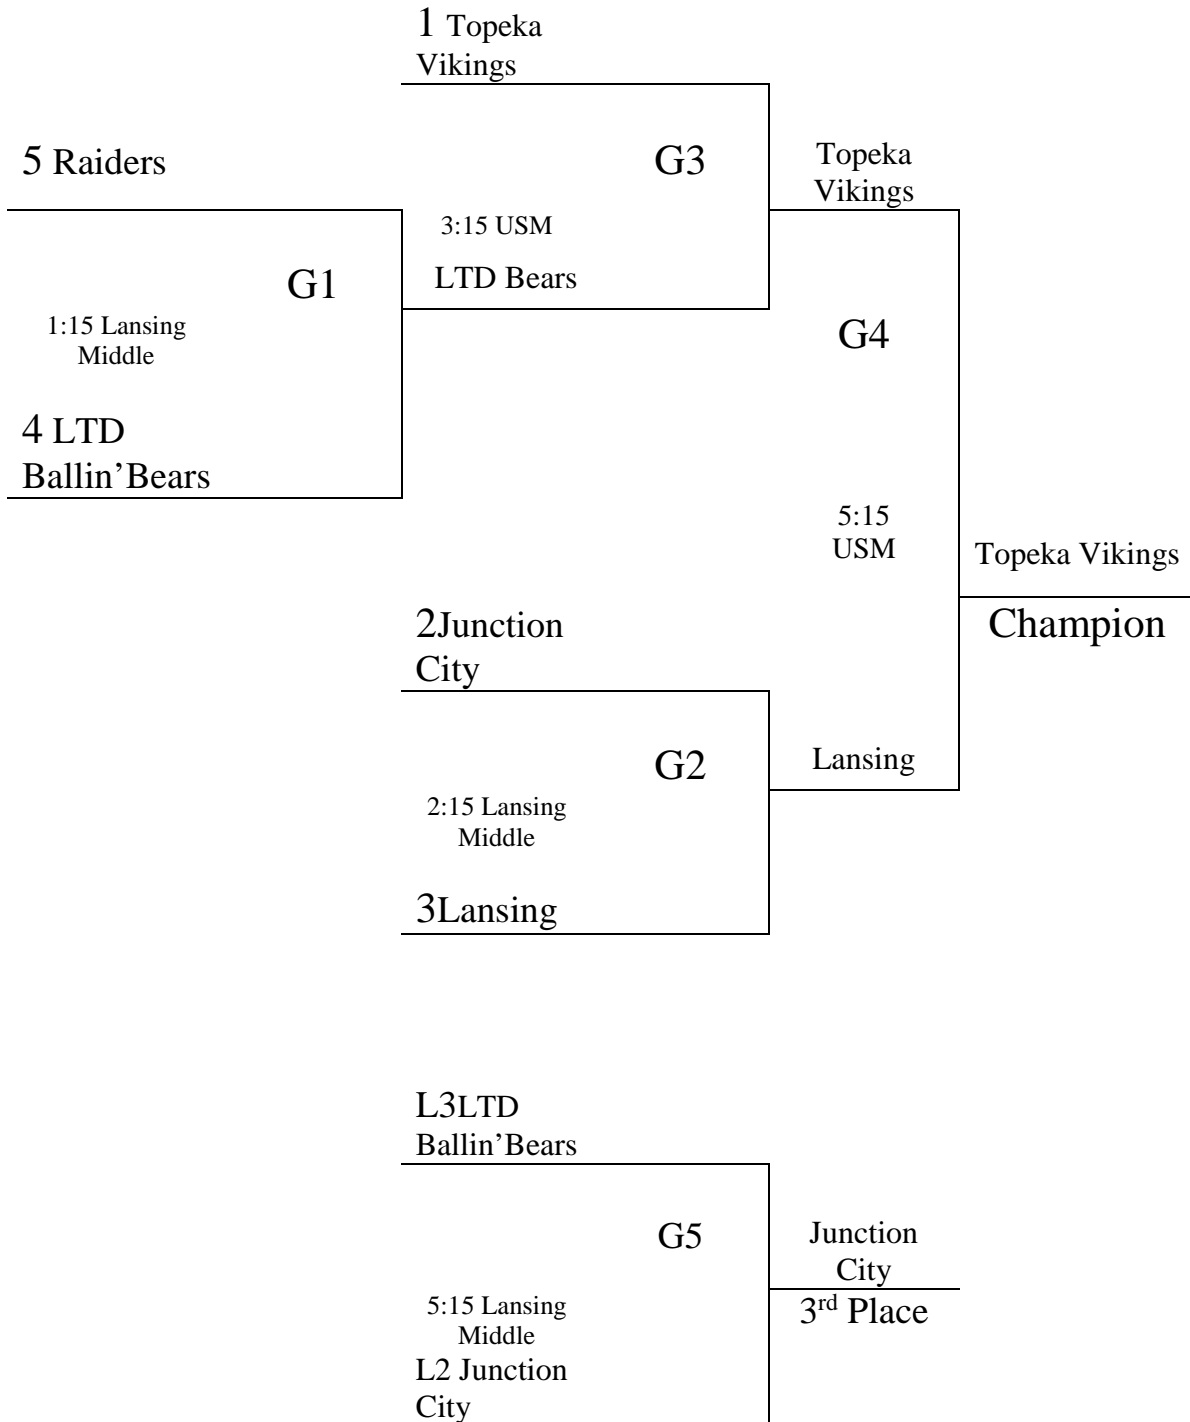 1 Topeka
Vikings
5 Raiders
G3
Topeka
Vikings
3:15 USM
G1
LTD Bears
1:15 Lansing
Middle
G4
4 LTD
Ballin’Bears
5:15
USM
Topeka Vikings
2Junction
City
Champion
G2
Lansing
2:15 Lansing
Middle
3Lansing
L3LTD
Ballin’Bears
G5
Junction
City
5:15 Lansing
Middle
3rd Place
L2 Junction
City